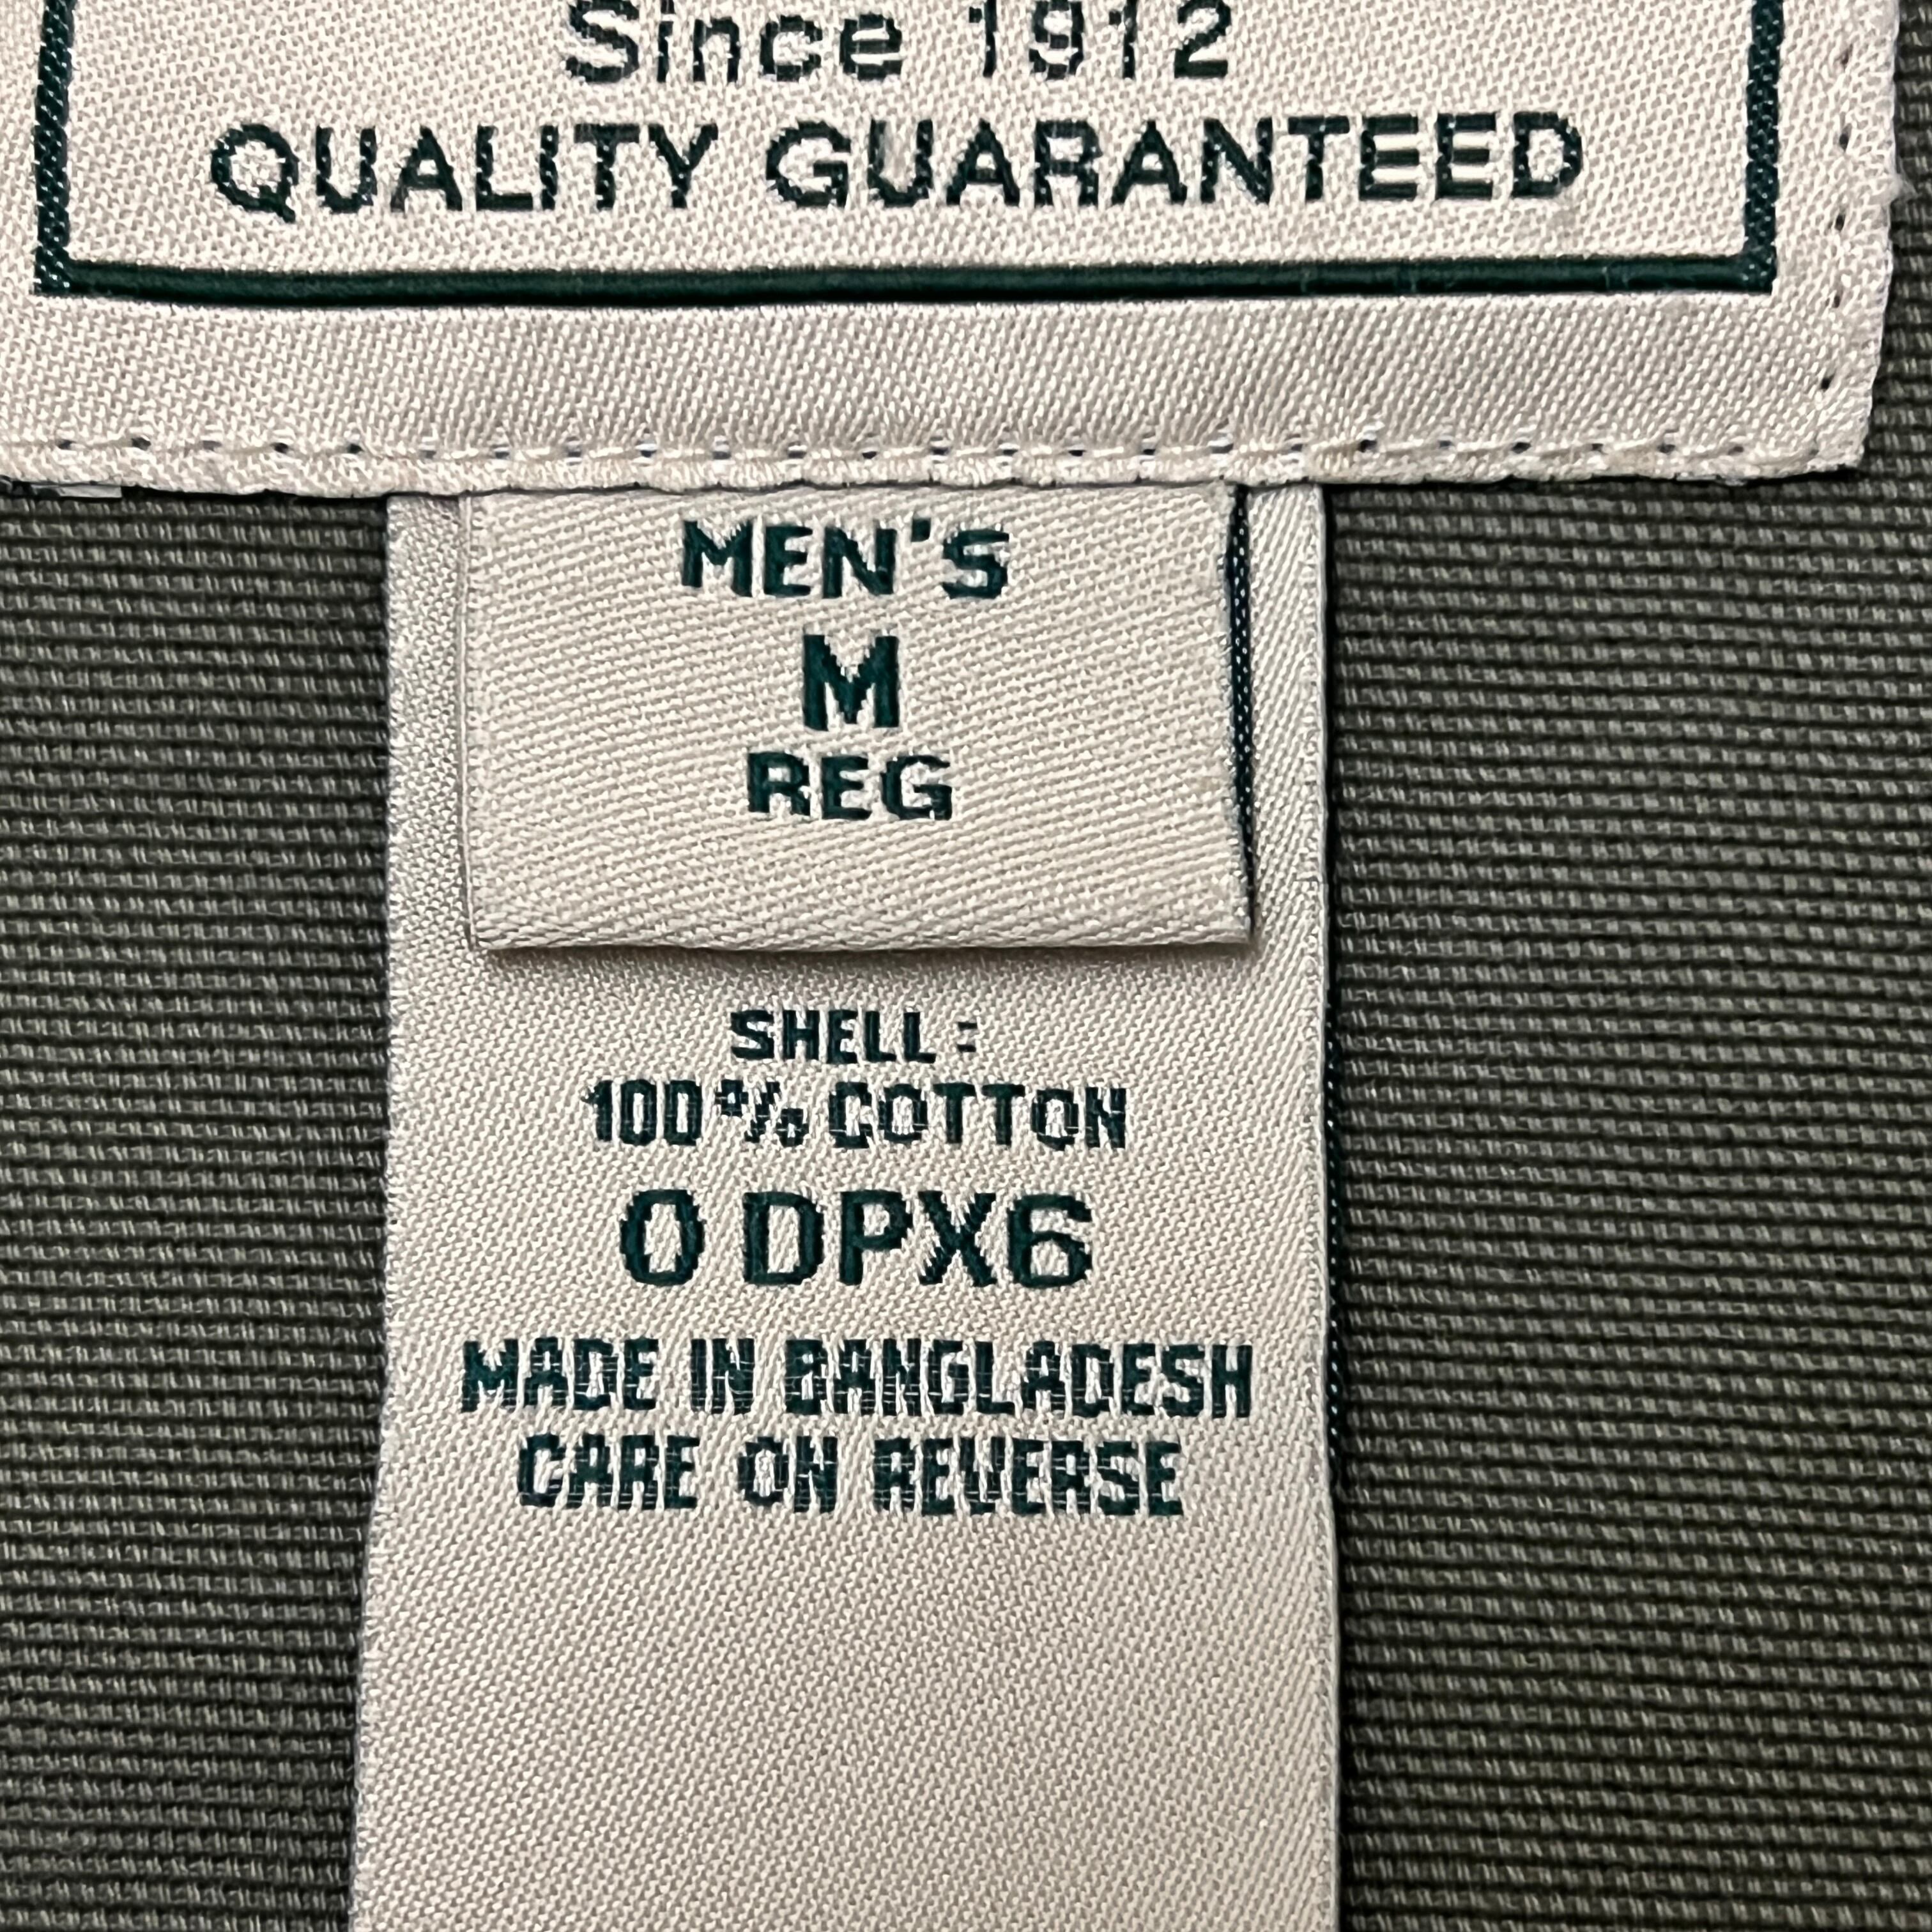 Since 1912
QUALITY GUARANTEED
MEN'S
M
REG
SHELL:
100% COTTON
0 DPX6
MADE IN BANGLADESH
CARE ON REVERSE